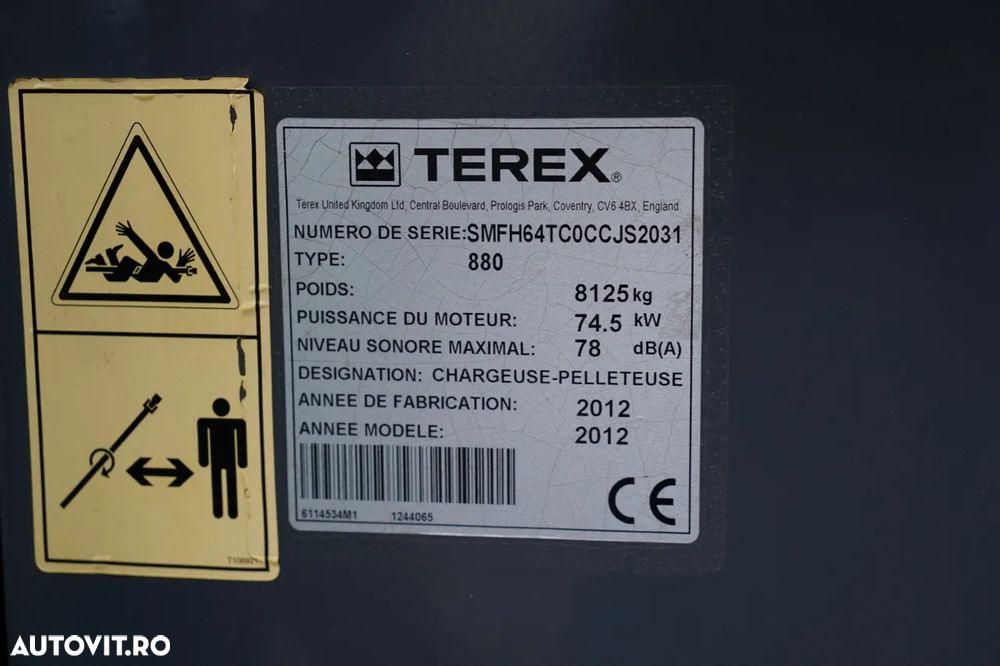 TEREX®
Terex United Kingdom Ltd, Central Boulevard, Prologis Park, Coventry, CV6 4BX, England
NUMERO DE SERIE:SMFH64TC0CCJS2031
TYPE: 880
POIDS: 8125 kg
PUISSANCE DU MOTEUR: 74.5 kW
NIVEAU SONORE MAXIMAL: 78 dB(A)
DESIGNATION: CHARGEUSE-PELLETEUSE
ANNEE DE FABRICATION: 2012
ANNEE MODELE: 2012
6114534M1 1244065
CE
AUTOVIT.RO